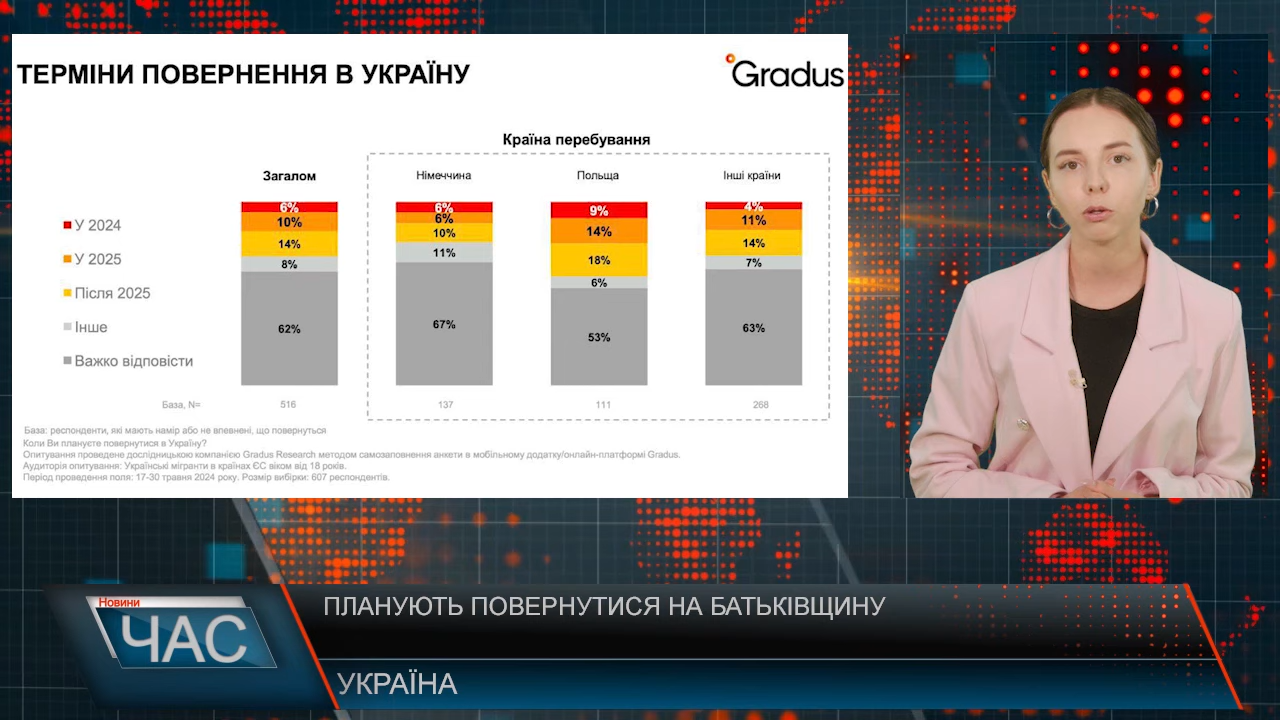 ТЕРМІНИ ПОВЕРНЕННЯ В УКРАЇНУ
Gradus
Країна перебування
Загалом
Німеччина
Польща
Інші країни
У 2024
У 2025
Після 2025
Інше
Важко відповісти
6%
10%
14%
8%
62%
6%
6%
10%
11%
67%
9%
14%
18%
6%
53%
4%
11%
14%
7%
63%
База, N= 516 137 111 268
База: респонденти, які мають намір або не впевнені, що повернуться
Коли Ви плануєте повернутися в Україну?
Опитування проведене дослідницькою компанією Gradus Research методом самозаповнення анкети в мобільному додатку/онлайн-платформі Gradus.
Аудиторія опитування: Українські мігранти в країнах ЄС віком від 18 років.
Період проведення поля: 17-30 травня 2024 року. Розмір вибірки: 607 респондентів.
Новини
ЧАС
ПЛАНУЮТЬ ПОВЕРНУТИСЯ НА БАТЬКІВЩИНУ
УКРАЇНА